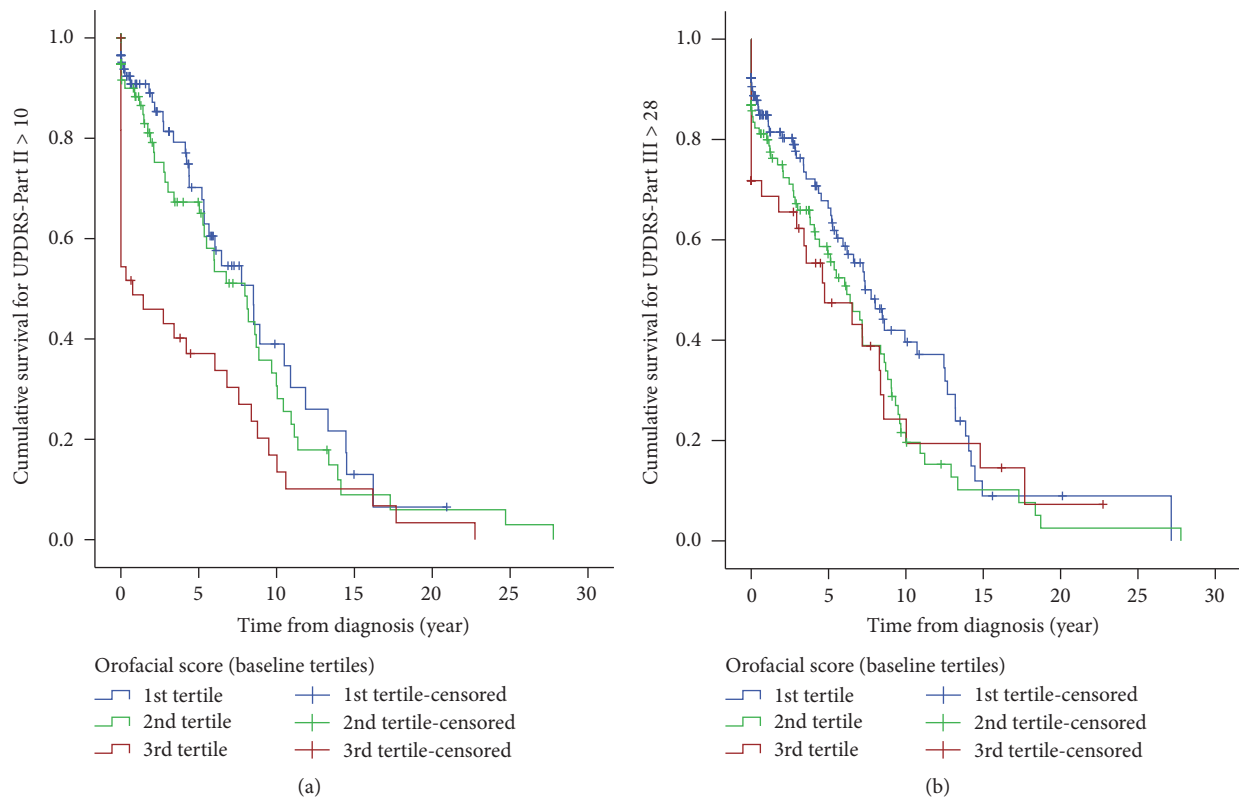 Cumulative survival for UPDRS-Part II > 10
1.0
0.8
0.6
0.4
0.2
0.0
0 5 10 15 20 25 30
Time from diagnosis (year)
Orofacial score (baseline tertiles)
1st tertile 1st tertile-censored
2nd tertile 2nd tertile-censored
3rd tertile 3rd tertile-censored
(a)
Cumulative survival for UPDRS-Part III > 28
1.0
0.8
0.6
0.4
0.2
0.0
0 5 10 15 20 25 30
Time from diagnosis (year)
Orofacial score (baseline tertiles)
1st tertile 1st tertile-censored
2nd tertile 2nd tertile-censored
3rd tertile 3rd tertile-censored
(b)